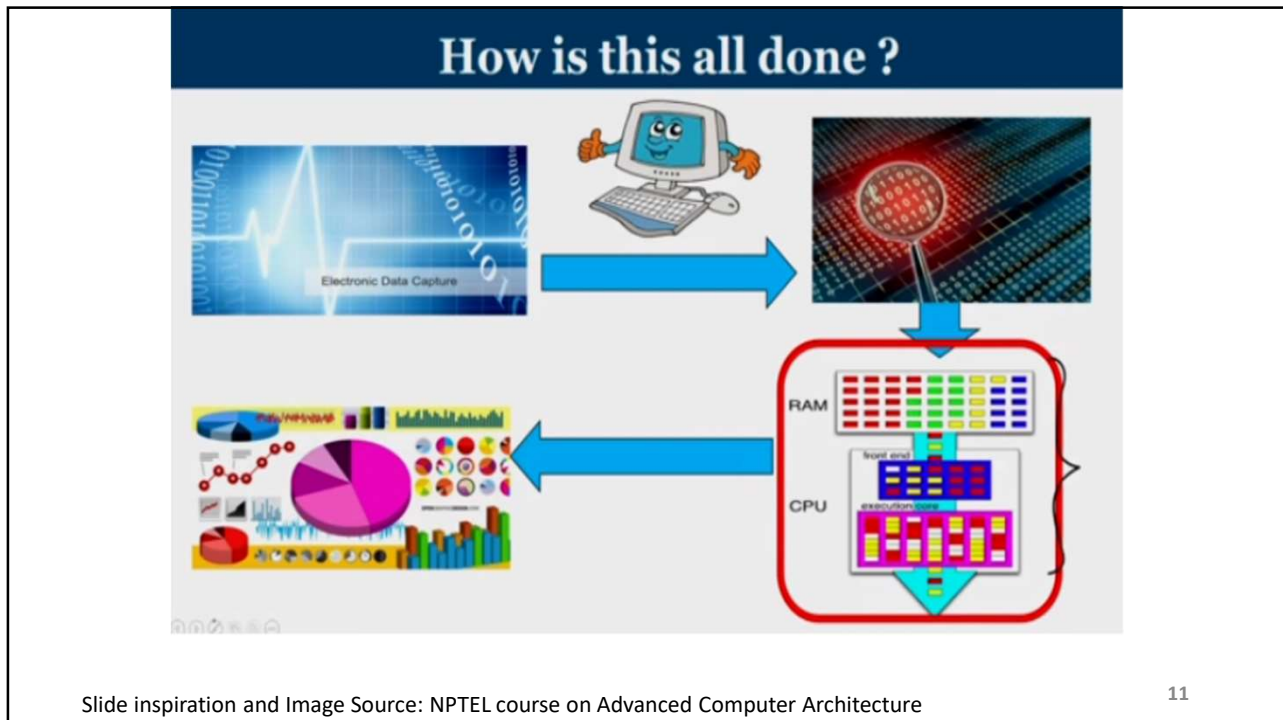 How is this all done ?
Electronic Data Capture
RAM
front end
CPU
execution core
Slide inspiration and Image Source: NPTEL course on Advanced Computer Architecture
11